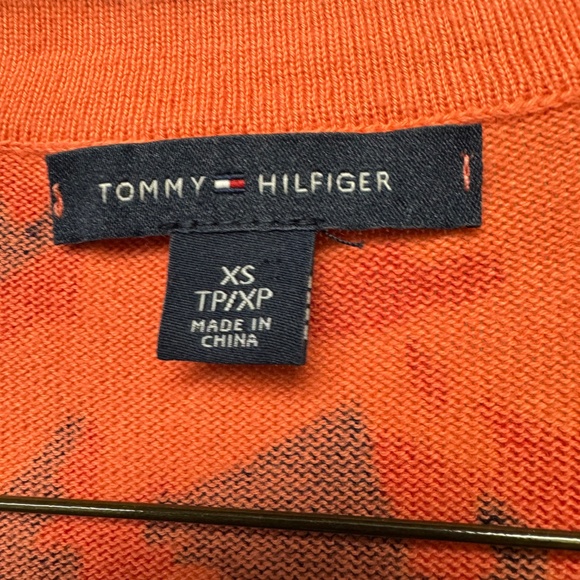 TOMMY HILFIGER
XS
TP/XP
MADE IN
CHINA